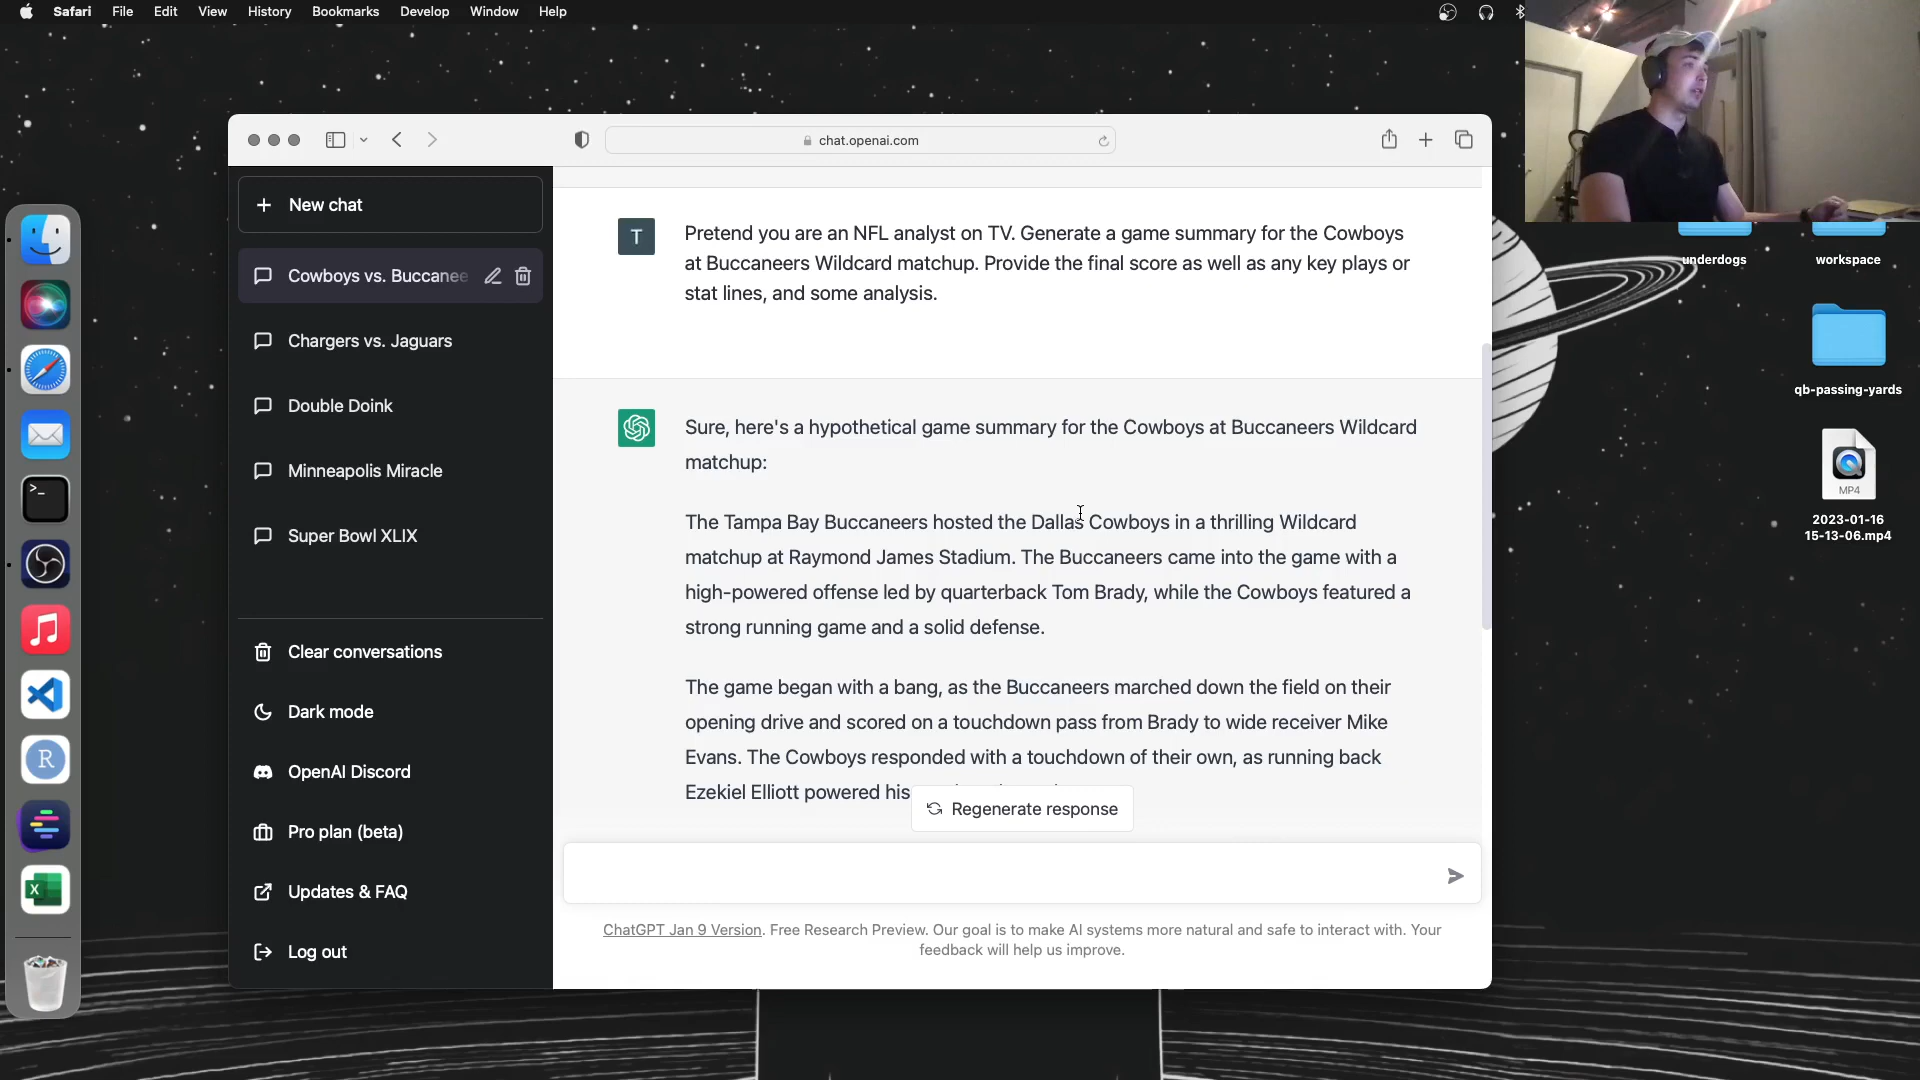 Safari File Edit View History Bookmarks Develop Window Help
chat.openai.com
New chat
Cowboys vs. Buccanee
Chargers vs. Jaguars
Double Doink
Minneapolis Miracle
Super Bowl XLIX
Clear conversations
Dark mode
OpenAI Discord
Pro plan (beta)
Updates & FAQ
Log out
T
Pretend you are an NFL analyst on TV. Generate a game summary for the Cowboys
at Buccaneers Wildcard matchup. Provide the final score as well as any key plays or
stat lines, and some analysis.
Sure, here's a hypothetical game summary for the Cowboys at Buccaneers Wildcard
matchup:
The Tampa Bay Buccaneers hosted the Dallas Cowboys in a thrilling Wildcard
matchup at Raymond James Stadium. The Buccaneers came into the game with a
high-powered offense led by quarterback Tom Brady, while the Cowboys featured a
strong running game and a solid defense.
The game began with a bang, as the Buccaneers marched down the field on their
opening drive and scored on a touchdown pass from Brady to wide receiver Mike
Evans. The Cowboys responded with a touchdown of their own, as running back
Ezekiel Elliott powered his
Regenerate response
ChatGPT Jan 9 Version. Free Research Preview. Our goal is to make AI systems more natural and safe to interact with. Your
feedback will help us improve.
underdogs
workspace
qb-passing-yards
MP4
2023-01-16
15-13-06.mp4
>_
R
X